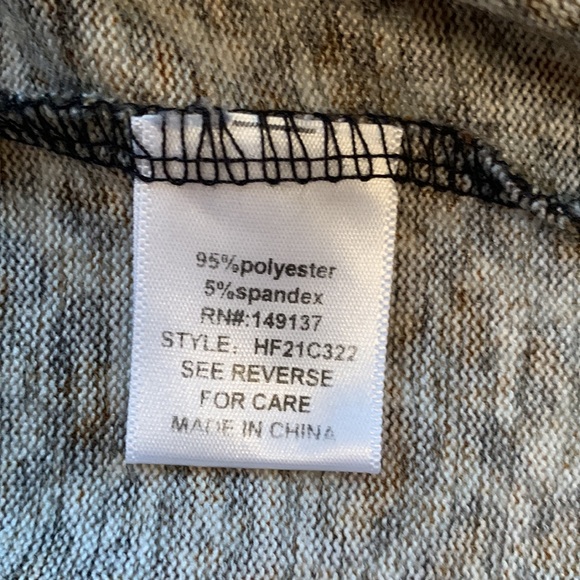 95%polyester
5%spandex
RN#:149137
STYLE: HF21C322
SEE REVERSE
FOR CARE
MADE IN CHINA